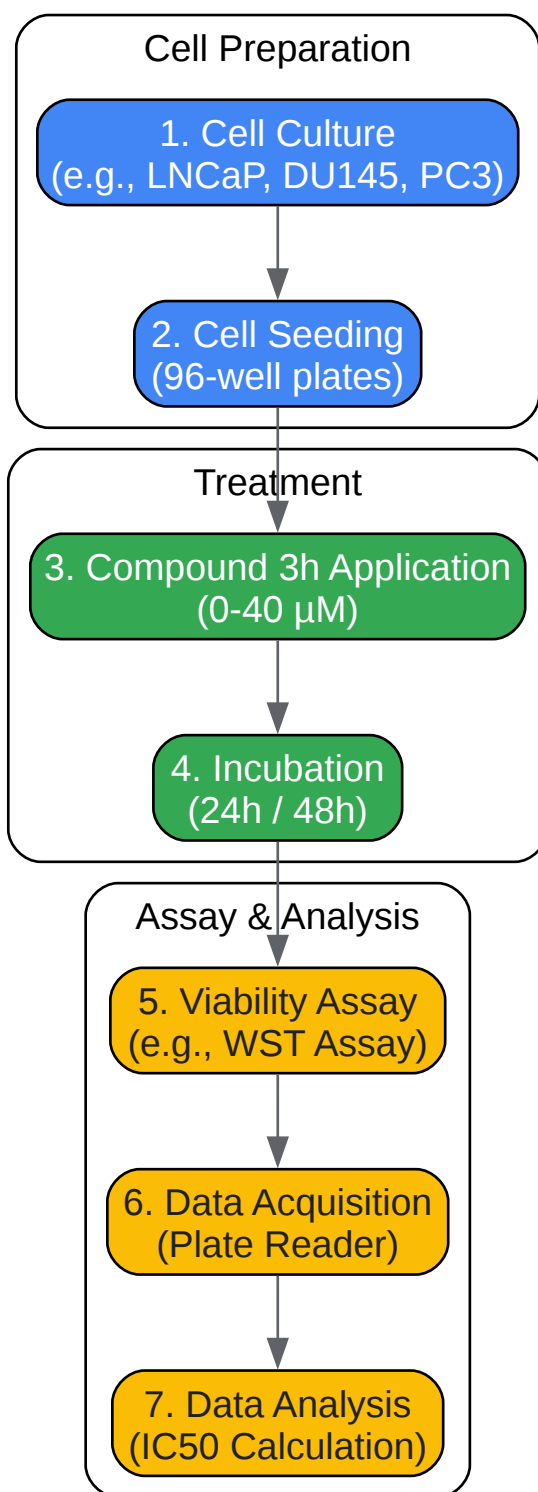 Cell Preparation
1. Cell Culture
(e.g., LNCaP, DU145, PC3)
2. Cell Seeding
(96-well plates)
Treatment
3. Compound 3h Application
(0-40 µM)
4. Incubation
(24h / 48h)
Assay & Analysis
5. Viability Assay
(e.g., WST Assay)
6. Data Acquisition
(Plate Reader)
7. Data Analysis
(IC50 Calculation)